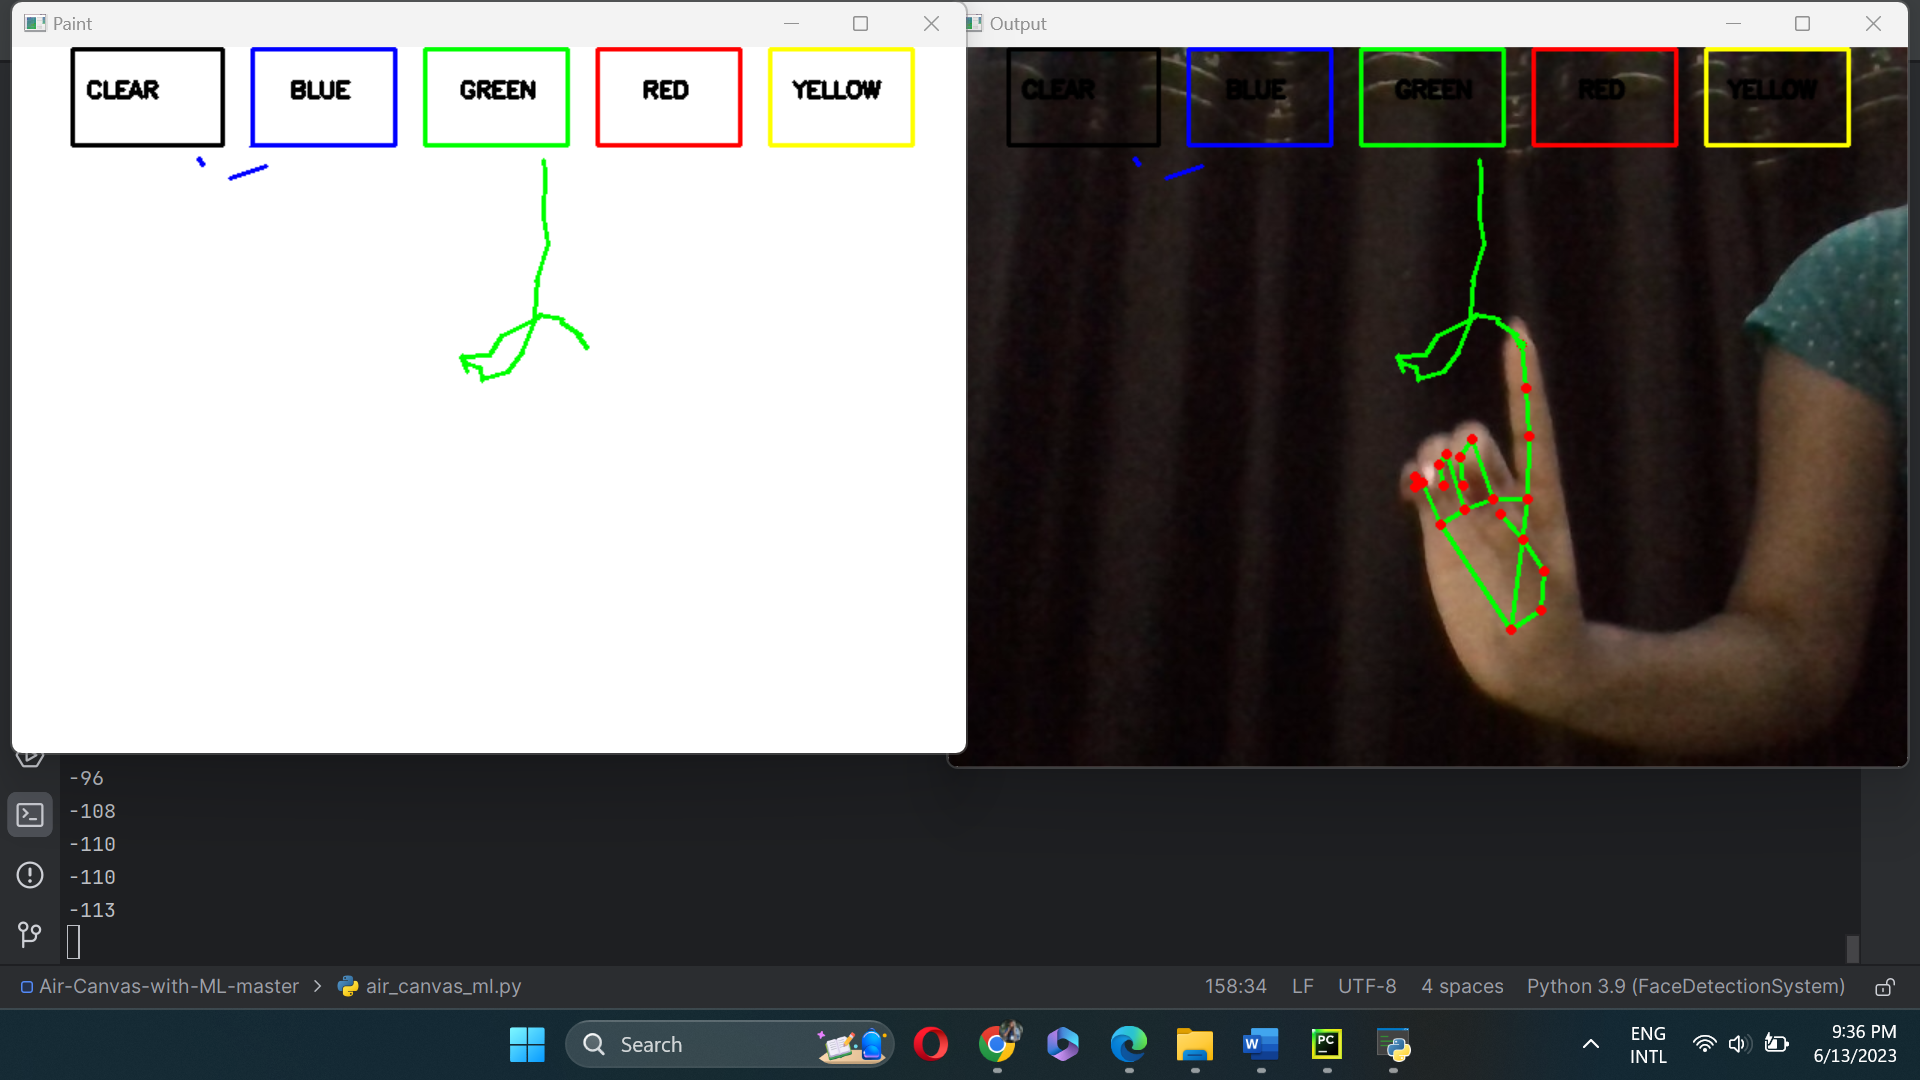 Paint
CLEAR BLUE GREEN RED YELLOW
Output
CLEAR BLUE GREEN RED YELLOW
-96
-108
-110
-110
-113
Air-Canvas-with-ML-master > air_canvas_ml.py 158:34 LF UTF-8 4 spaces Python 3.9 (FaceDetectionSystem)
Search
W
PC
ENG
INTL
9:36 PM
6/13/2023